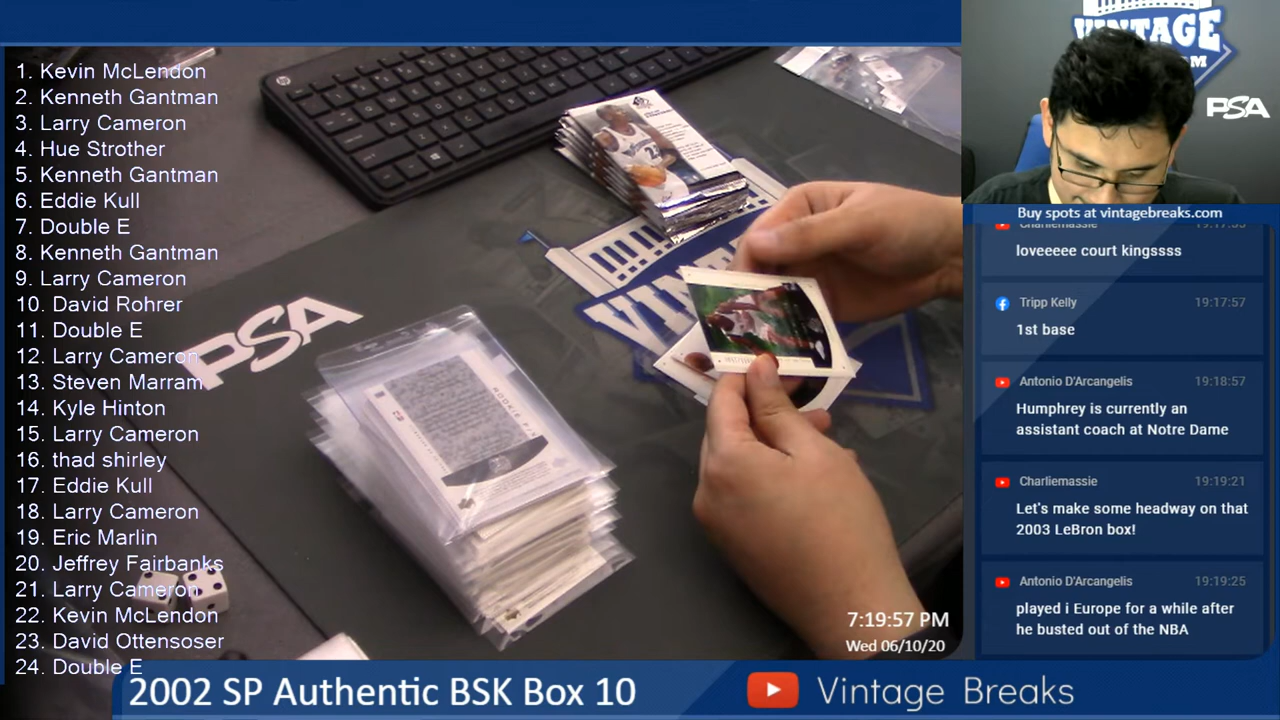 1. Kevin McLendon
2. Kenneth Gantman
3. Larry Cameron
4. Hue Strother
5. Kenneth Gantman
6. Eddie Kull
7. Double E
8. Kenneth Gantman
9. Larry Cameron
10. David Rohrer
11. Double E
12. Larry Cameron
13. Steven Marram
14. Kyle Hinton
15. Larry Cameron
16. thad shirley
17. Eddie Kull
18. Larry Cameron
19. Eric Marlin
20. Jeffrey Fairbanks
21. Larry Cameron
22. Kevin McLendon
23. David Ottensoser
24. Double E
PSA
ROOKIE
VINTAGE
PSA
Buy spots at vintagebreaks.com
Charliemassie 19:17:55
loveeeee court kingssss
Tripp Kelly 19:17:57
1st base
Antonio D'Arcangelis 19:18:57
Humphrey is currently an
assistant coach at Notre Dame
Charliemassie 19:19:21
Let's make some headway on that
2003 LeBron box!
Antonio D'Arcangelis 19:19:25
played i Europe for a while after
he busted out of the NBA
7:19:57 PM
Wed 06/10/20
2002 SP Authentic BSK Box 10
Vintage Breaks